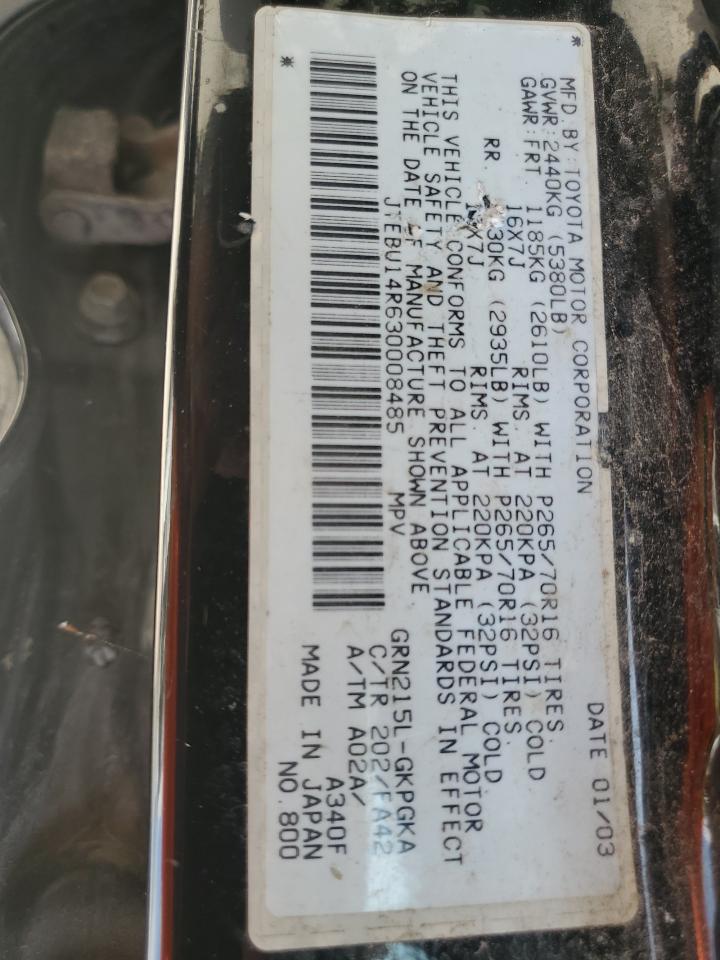 MFD. BY: TOYOTA MOTOR CORPORATION DATE 01/03
GVWR: 2440KG (5380LB)
GAWR: FRT. 1185KG (2610LB) WITH P265/70R16 TIRES.
16X7J RIMS. AT 220KPA (32PSI) COLD
RR. 30KG (2935LB) WITH P265/70R16 TIRES.
X7J RIMS. AT 220KPA (32PSI) COLD.
THIS VEHICLE CONFORMS TO ALL APPLICABLE FEDERAL MOTOR
VEHICLE SAFETY AND THEFT PREVENTION STANDARDS IN EFFECT
ON THE DATE OF MANUFACTURE SHOWN ABOVE.
JTEBU14R630008485 MPV
GRN215L-GKPGKA
C/TR 202/FA42
A/TM A02A/ A340F
MADE IN JAPAN
NO.800